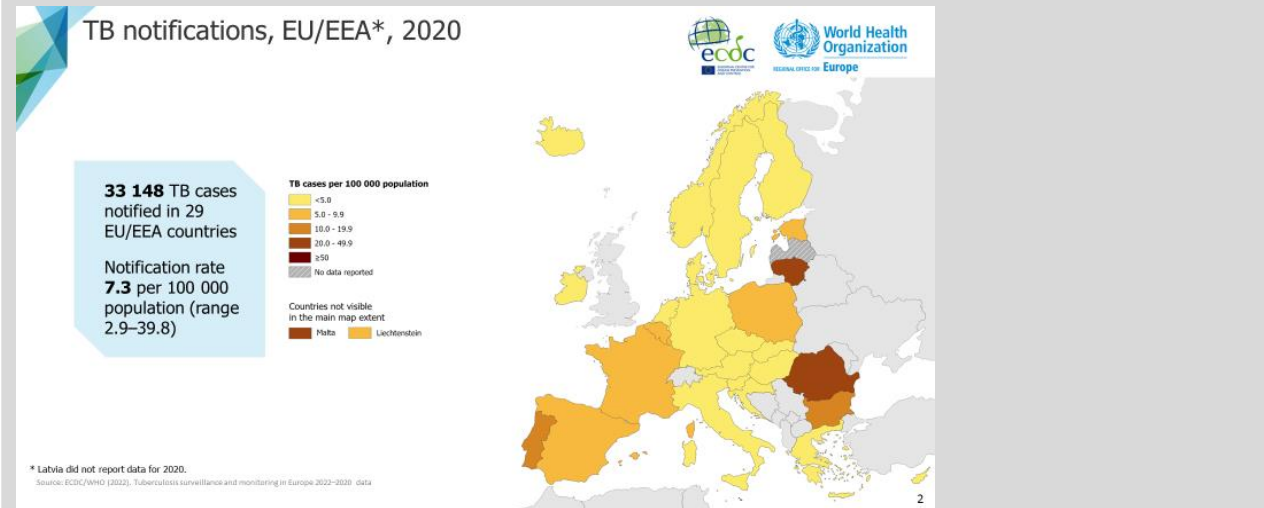 TB notifications, EU/EEA*, 2020
ecdc
World Health
Organization
REGIONAL OFFICE FOR Europe
33 148 TB cases
notified in 29
EU/EEA countries
Notification rate
7.3 per 100 000
population (range
2.9–39.8)
TB cases per 100 000 population
<5.0
5.0 - 9.9
10.0 - 19.9
20.0 - 49.9
≥50
No data reported
Countries not visible
in the main map extent
Malta
Liechtenstein
* Latvia did not report data for 2020.
Source: ECDC/WHO (2022). Tuberculosis surveillance and monitoring in Europe 2022–2020 data
2